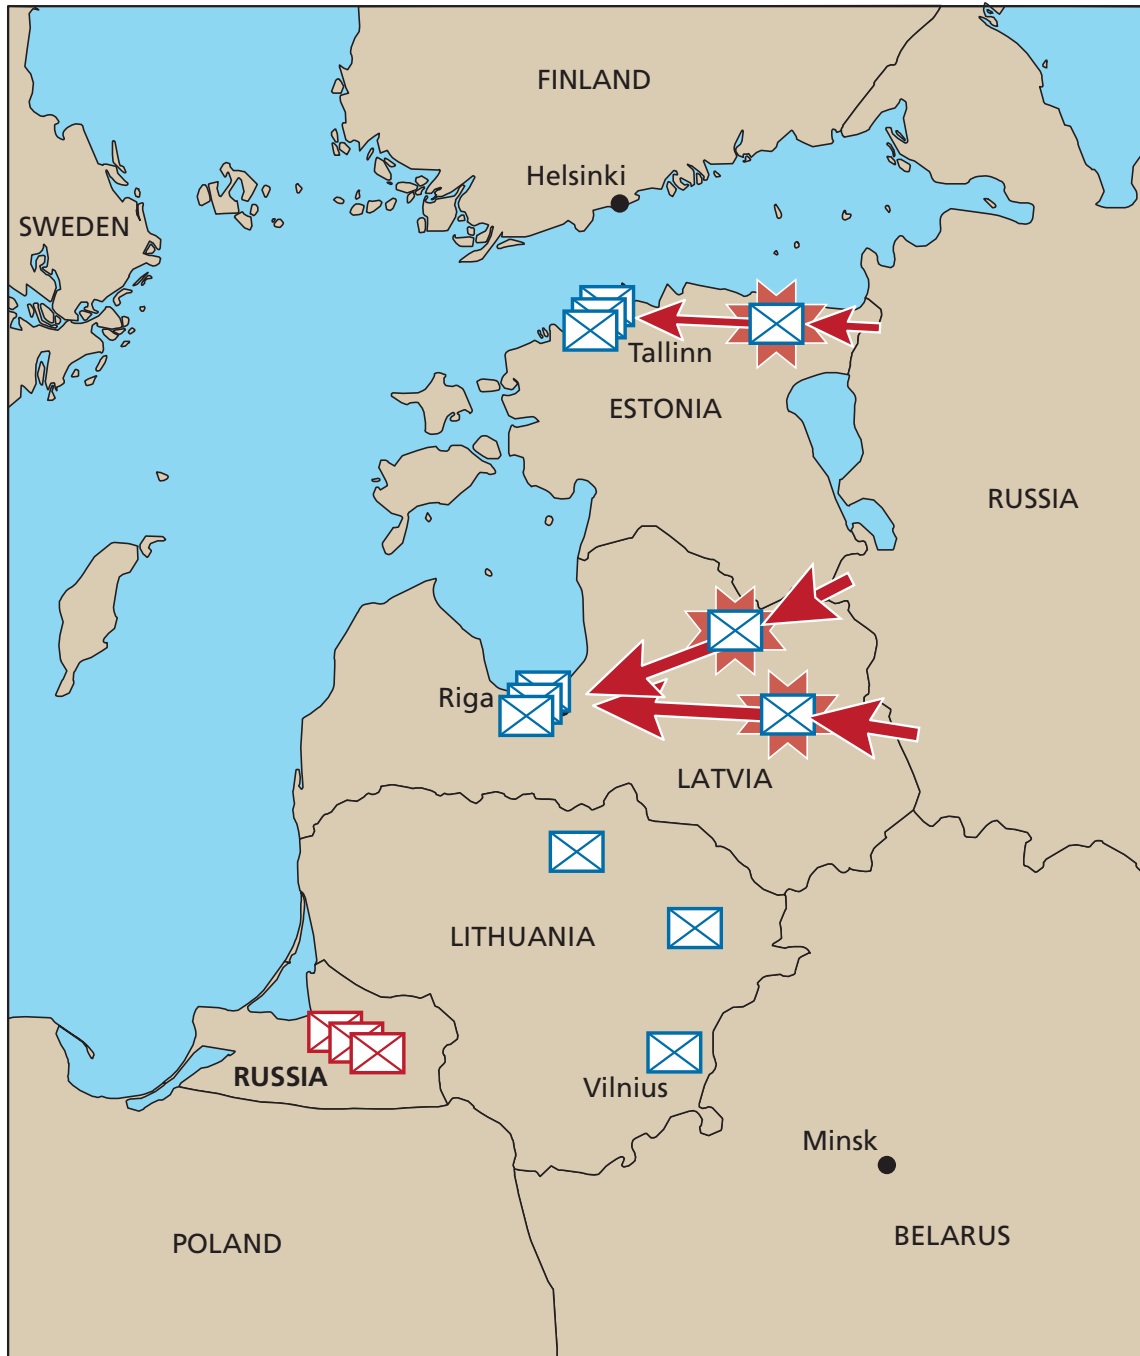 FINLAND
Helsinki
SWEDEN
Tallinn
ESTONIA
RUSSIA
Riga
LATVIA
LITHUANIA
RUSSIA
Vilnius
Minsk
POLAND
BELARUS